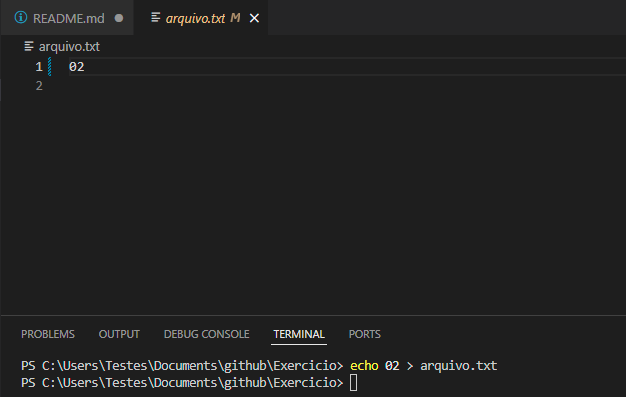 README.md ● arquivo.txt M ×
arquivo.txt
1 02
2
PROBLEMS OUTPUT DEBUG CONSOLE TERMINAL PORTS
PS C:\Users\Testes\Documents\github\Exercicio> echo 02 > arquivo.txt
PS C:\Users\Testes\Documents\github\Exercicio>